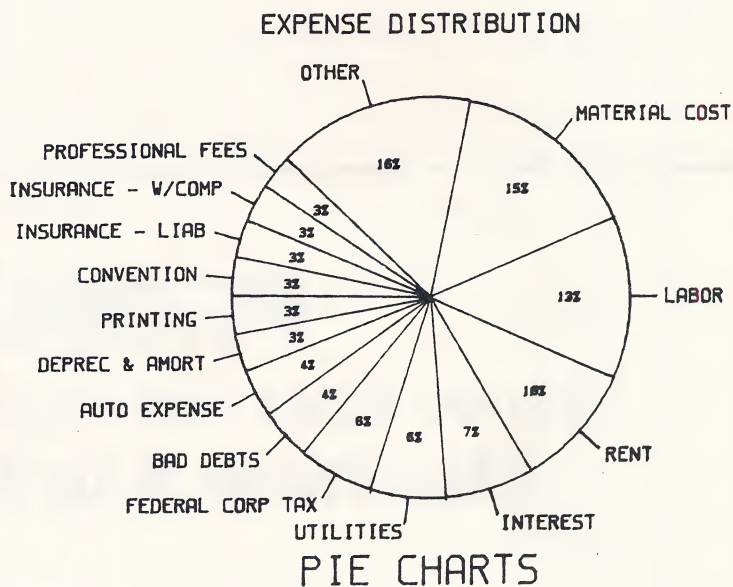 EXPENSE DISTRIBUTION
OTHER
MATERIAL COST
PROFESSIONAL FEES
16%
INSURANCE - W/COMP
15%
3%
INSURANCE - LIAB
3%
3%
CONVENTION
3%
13%
LABOR
PRINTING
3%
3%
DEPREC & AMORT
4%
AUTO EXPENSE
4%
10%
6%
6%
7%
BAD DEBTS
RENT
FEDERAL CORP TAX
INTEREST
UTILITIES
PIE CHARTS